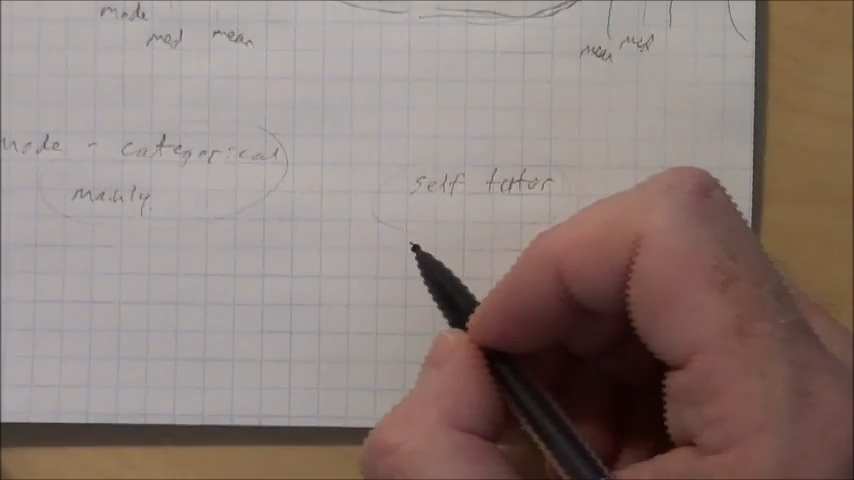 mode
med mean
mean med
mode - categorical
mainly
self tutor